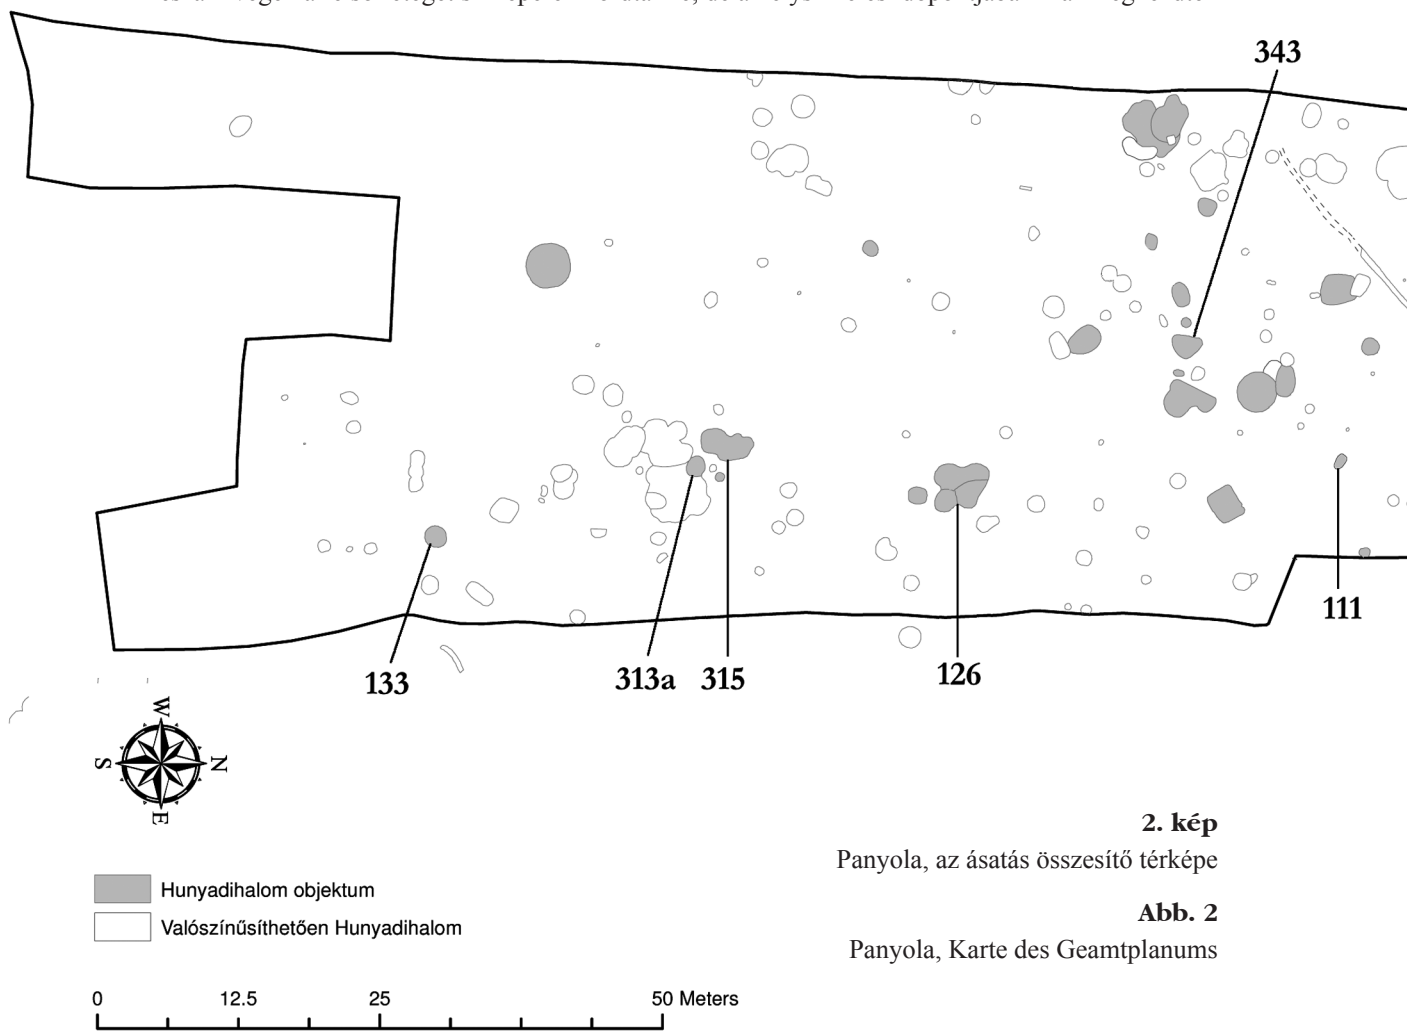 343
111
133
313a
315
126
W
S
N
E
2. kép
Panyola, az ásatás összesítő térképe
Abb. 2
Panyola, Karte des Geamtplanums
Hunyadihalom objektum
Valószínűsíthetően Hunyadihalom
0 12.5 25 50 Meters